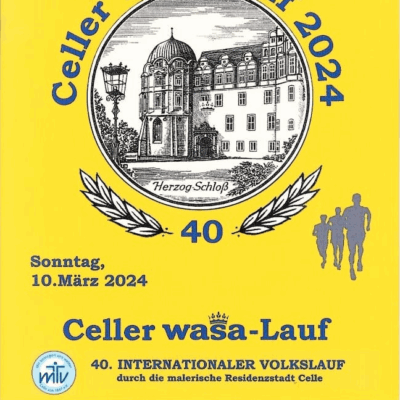 Celler
2024
Herzog-Schloß
40
Sonntag,
10.März 2024
Celler wasa-Lauf
40. INTERNATIONALER VOLKSLAUF
durch die malerische Residenzstadt Celle
mtv